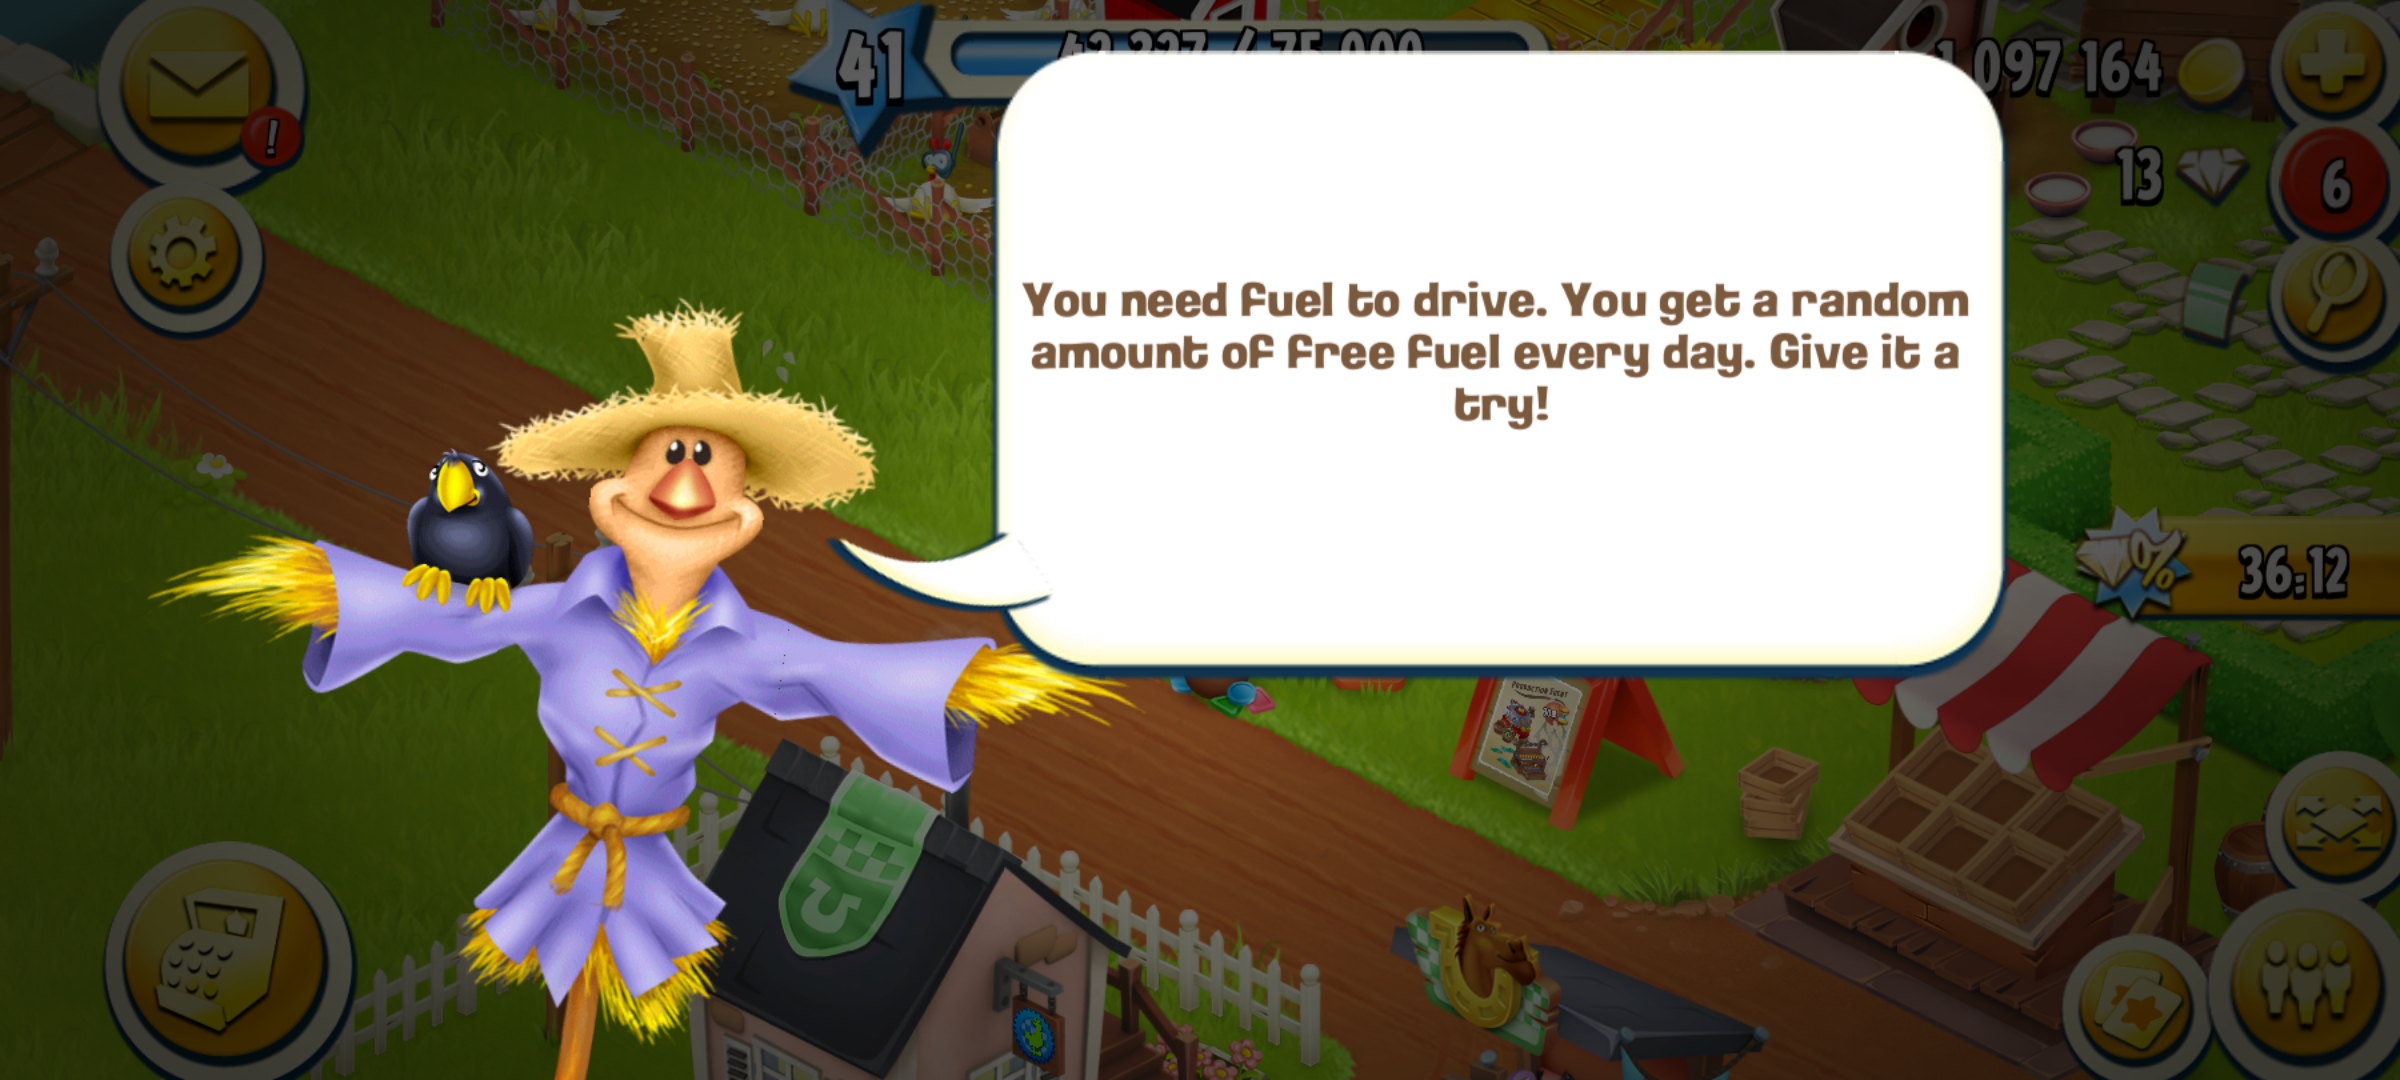 41
1 097 164
13
6
!
You need fuel to drive. You get a random
amount of free fuel every day. Give it a
try!
%
36:12